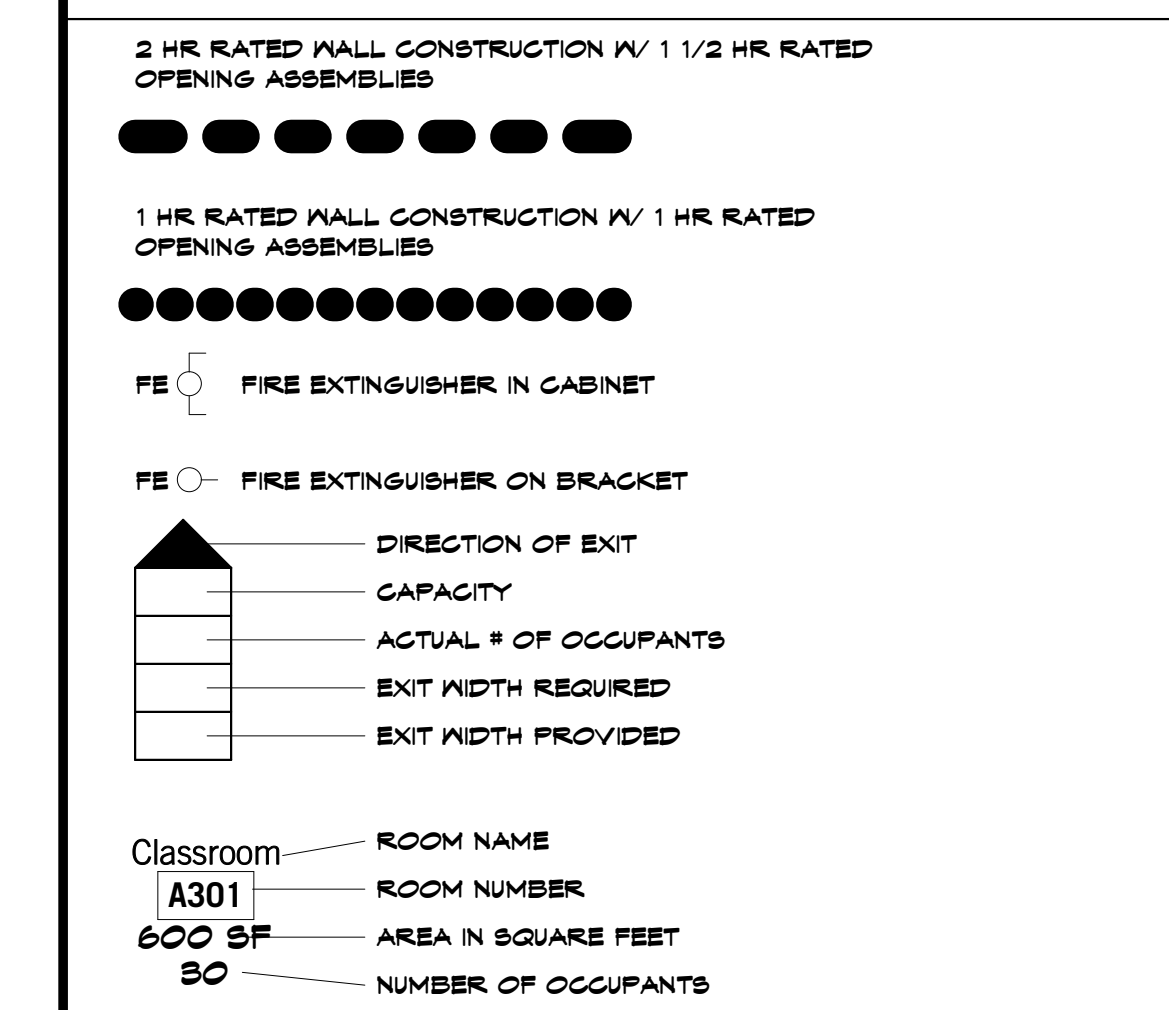 2 HR RATED WALL CONSTRUCTION W/ 1 1/2 HR RATED
OPENING ASSEMBLIES
1 HR RATED WALL CONSTRUCTION W/ 1 HR RATED
OPENING ASSEMBLIES
FE FIRE EXTINGUISHER IN CABINET
FE FIRE EXTINGUISHER ON BRACKET
DIRECTION OF EXIT
CAPACITY
ACTUAL # OF OCCUPANTS
EXIT WIDTH REQUIRED
EXIT WIDTH PROVIDED
Classroom ROOM NAME
A301 ROOM NUMBER
600 SF AREA IN SQUARE FEET
30 NUMBER OF OCCUPANTS